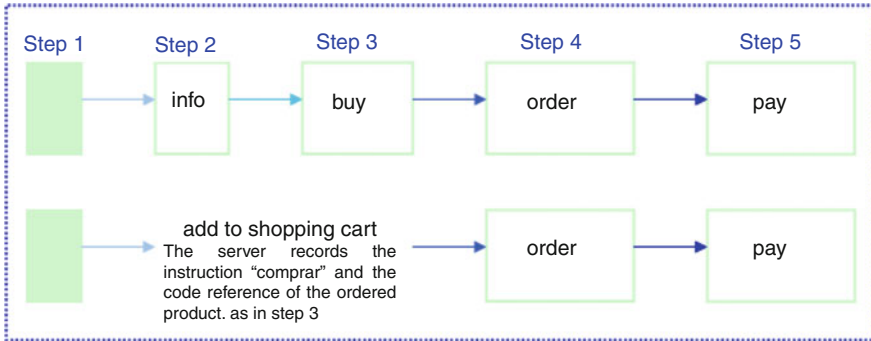 Step 1 Step 2 Step 3 Step 4 Step 5
info buy order pay
add to shopping cart
The server records the
instruction “comprar” and the
code reference of the ordered
product. as in step 3
order pay